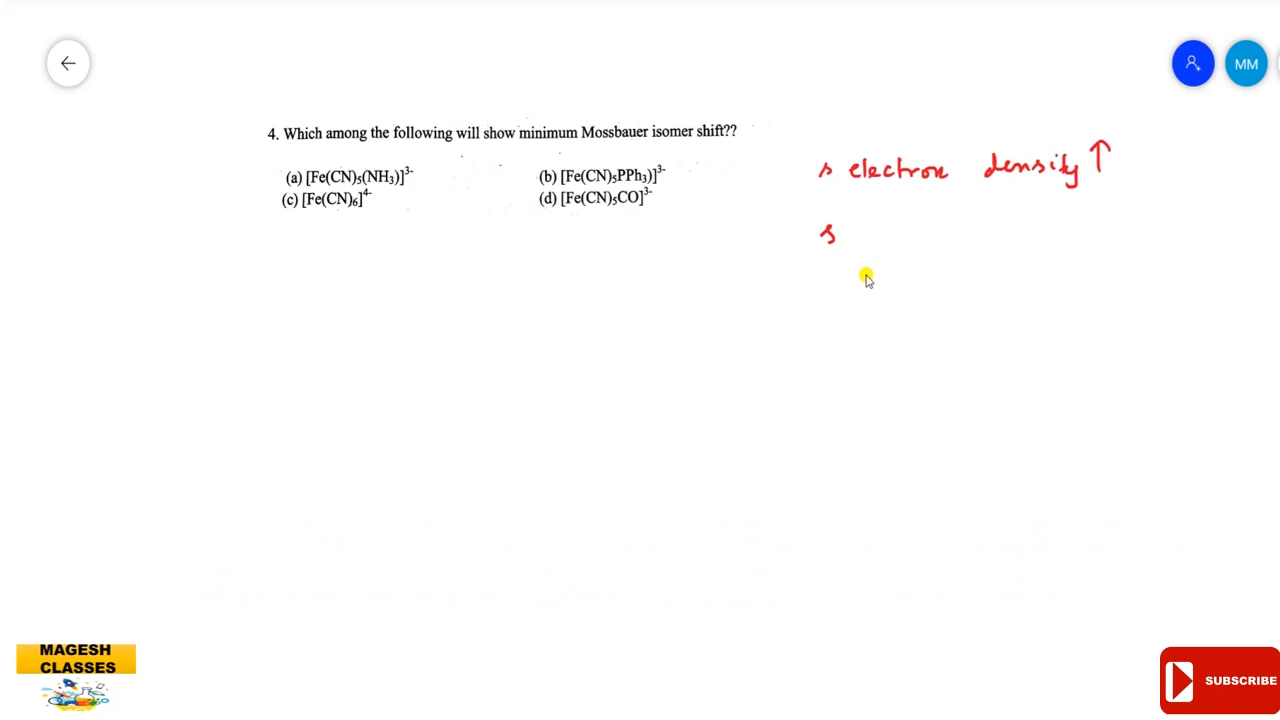 MM
4. Which among the following will show minimum Mossbauer isomer shift??
(a) [Fe(CN)₅(NH₃)]³⁻ (b) [Fe(CN)₅PPh₃)]³⁻
(c) [Fe(CN)₆]⁴⁻ (d) [Fe(CN)₅CO]³⁻
s electron density ↑
s
MAGESH
CLASSES
SUBSCRIBE